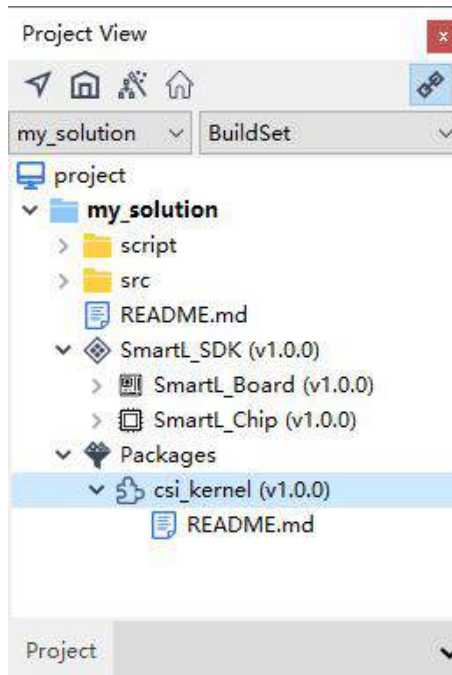 Project View
my_solution BuildSet
project
my_solution
script
src
README.md
SmartL_SDK (v1.0.0)
SmartL_Board (v1.0.0)
SmartL_Chip (v1.0.0)
Packages
csi_kernel (v1.0.0)
README.md
Project